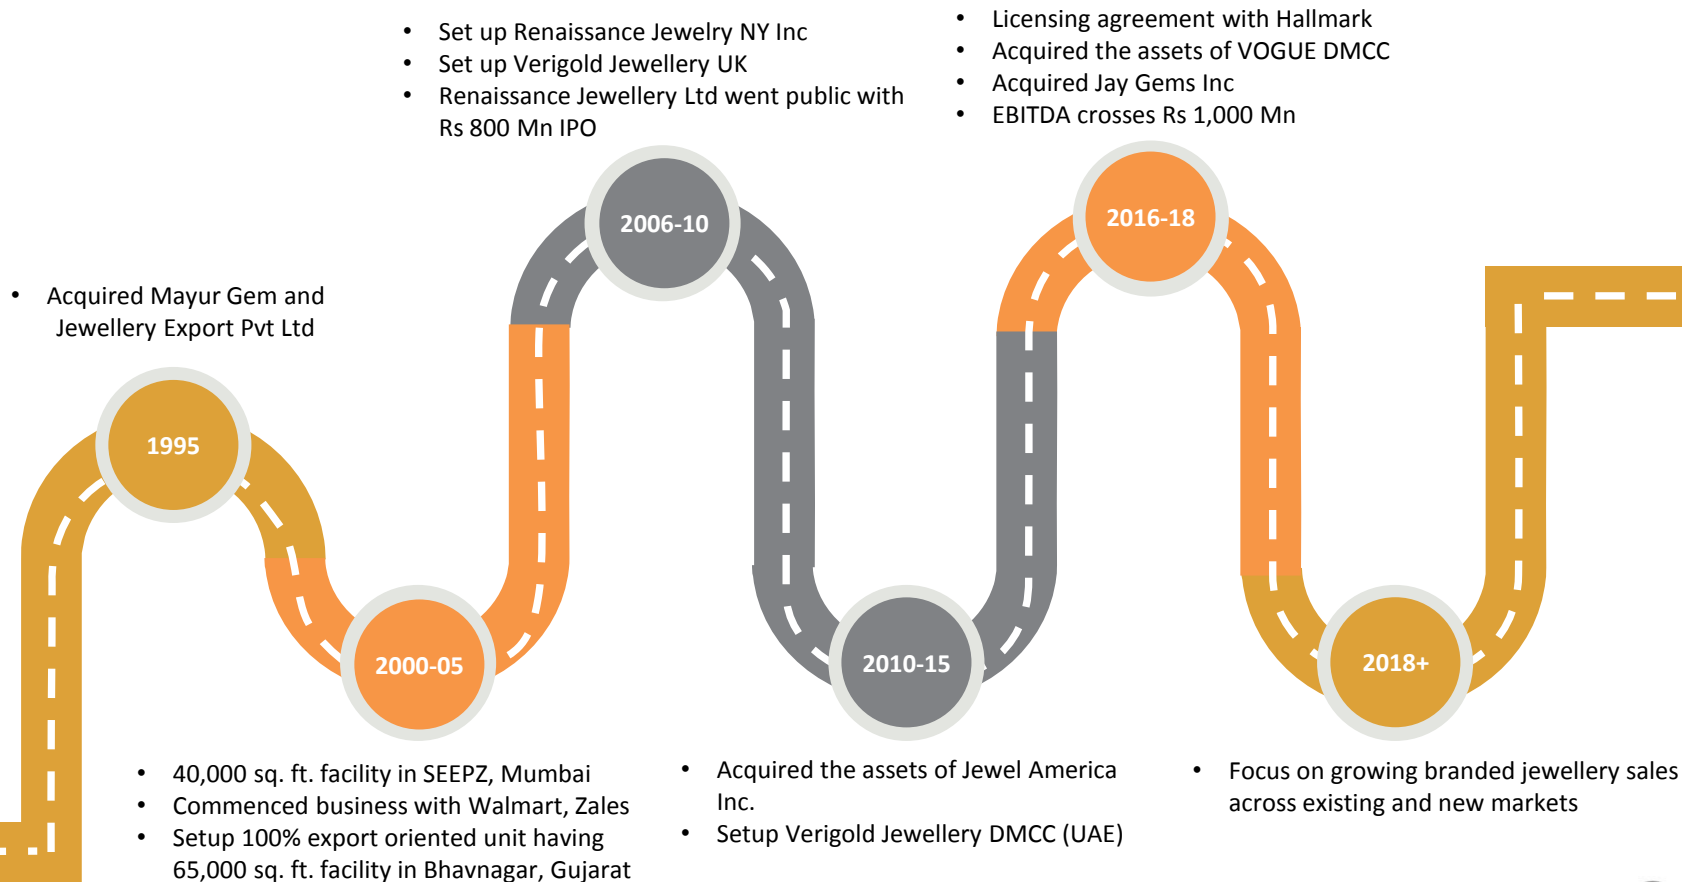 • Acquired Mayur Gem and
Jewellery Export Pvt Ltd
1995
2000-05
• 40,000 sq. ft. facility in SEEPZ, Mumbai
• Commenced business with Walmart, Zales
• Setup 100% export oriented unit having
65,000 sq. ft. facility in Bhavnagar, Gujarat
• Set up Renaissance Jewelry NY Inc
• Set up Verigold Jewellery UK
• Renaissance Jewellery Ltd went public with
Rs 800 Mn IPO
2006-10
2010-15
• Acquired the assets of Jewel America
Inc.
• Setup Verigold Jewellery DMCC (UAE)
• Licensing agreement with Hallmark
• Acquired the assets of VOGUE DMCC
• Acquired Jay Gems Inc
• EBITDA crosses Rs 1,000 Mn
2016-18
2018+
• Focus on growing branded jewellery sales
across existing and new markets